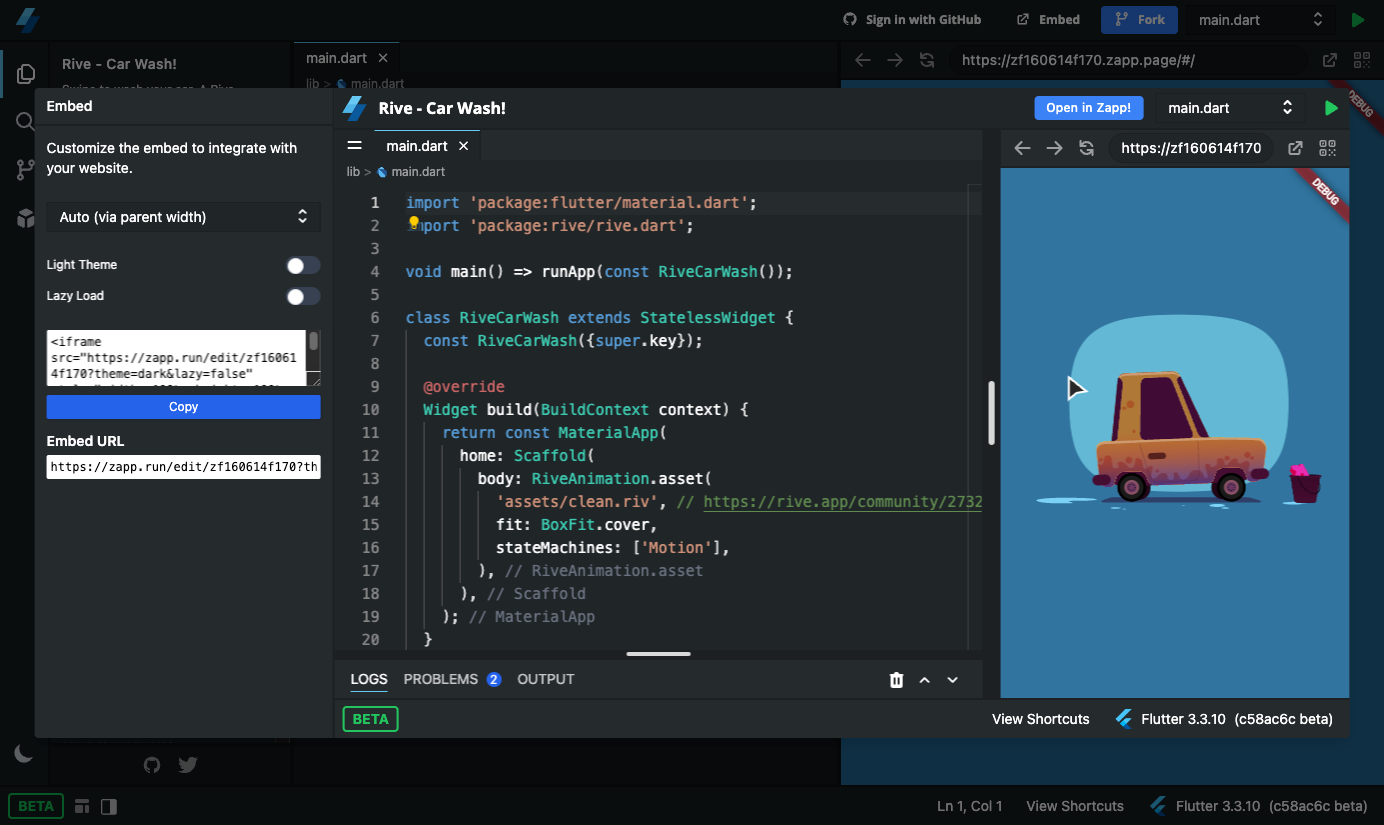 Sign in with GitHub
Embed
Fork
main.dart
Rive - Car Wash!
main.dart
https://zf160614f170.zapp.page/#/
lib > main.dart
DEBUG
Embed
Customize the embed to integrate with
your website.
Auto (via parent width)
Light Theme
Lazy Load
<iframe
src="https://zapp.run/edit/zf16061
4f170?theme=dark&lazy=false"
Copy
Embed URL
https://zapp.run/edit/zf160614f170?th
Rive - Car Wash!
Open in Zapp!
main.dart
main.dart
lib > main.dart
https://zf160614f170
1 import 'package:flutter/material.dart';
2 import 'package:rive/rive.dart';
3
4 void main() => runApp(const RiveCarWash());
5
6 class RiveCarWash extends StatelessWidget {
7 const RiveCarWash({super.key});
8
9 @override
10 Widget build(BuildContext context) {
11 return const MaterialApp(
12 home: Scaffold(
13 body: RiveAnimation.asset(
14 'assets/clean.riv', // https://rive.app/community/2732
15 fit: BoxFit.cover,
16 stateMachines: ['Motion'],
17 ), // RiveAnimation.asset
18 ), // Scaffold
19 ); // MaterialApp
20 }
DEBUG
LOGS
PROBLEMS 2
OUTPUT
BETA
View Shortcuts
Flutter 3.3.10 (c58ac6c beta)
BETA
Ln 1, Col 1
View Shortcuts
Flutter 3.3.10 (c58ac6c beta)